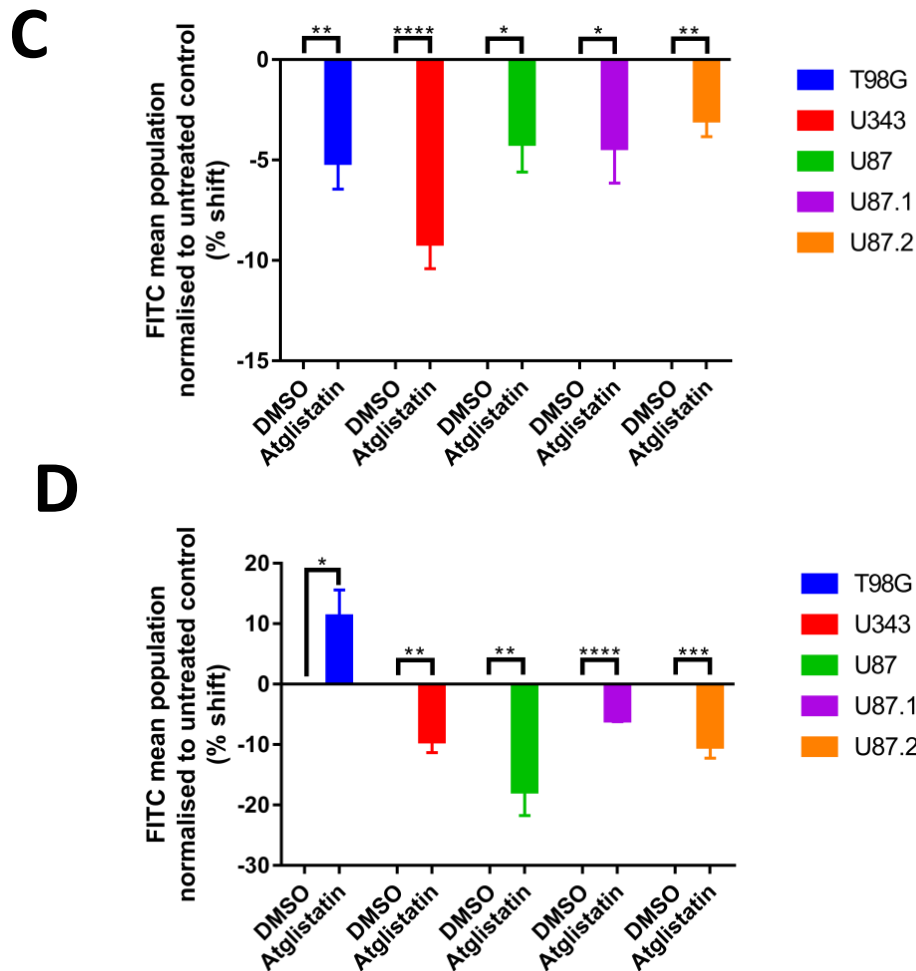 C
FITC mean population
normalised to untreated control
(% shift)
0
-5
-10
-15
** **** * * **
DMSO Atglistatin DMSO Atglistatin DMSO Atglistatin DMSO Atglistatin DMSO Atglistatin
T98G
U343
U87
U87.1
U87.2
D
FITC mean population
normalised to untreated control
(% shift)
20
10
0
-10
-20
-30
* ** ** **** ***
DMSO Atglistatin DMSO Atglistatin DMSO Atglistatin DMSO Atglistatin DMSO Atglistatin
T98G
U343
U87
U87.1
U87.2